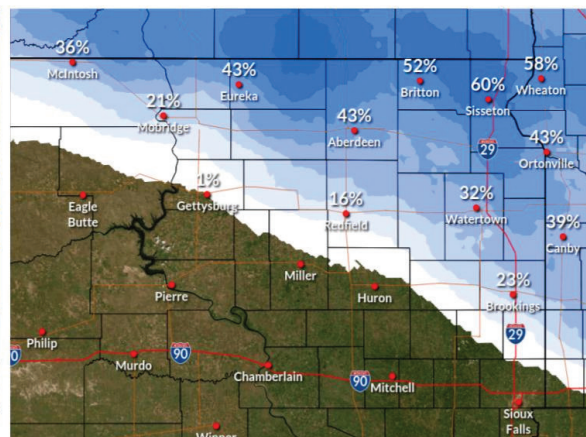 36%
McIntosh
43%
Eureka
52%
Britton
60%
Sisseton
58%
Wheaton
21%
Mobridge
43%
Aberdeen
29
43%
Ortonville
Eagle
Butte
1%
Gettysburg
16%
Redfield
32%
Watertown
39%
Canby
Miller
Pierre
Huron
23%
Brookings
Philip
29
0
Murdo
90
Chamberlain
90
Mitchell
Sioux
Falls
Winner